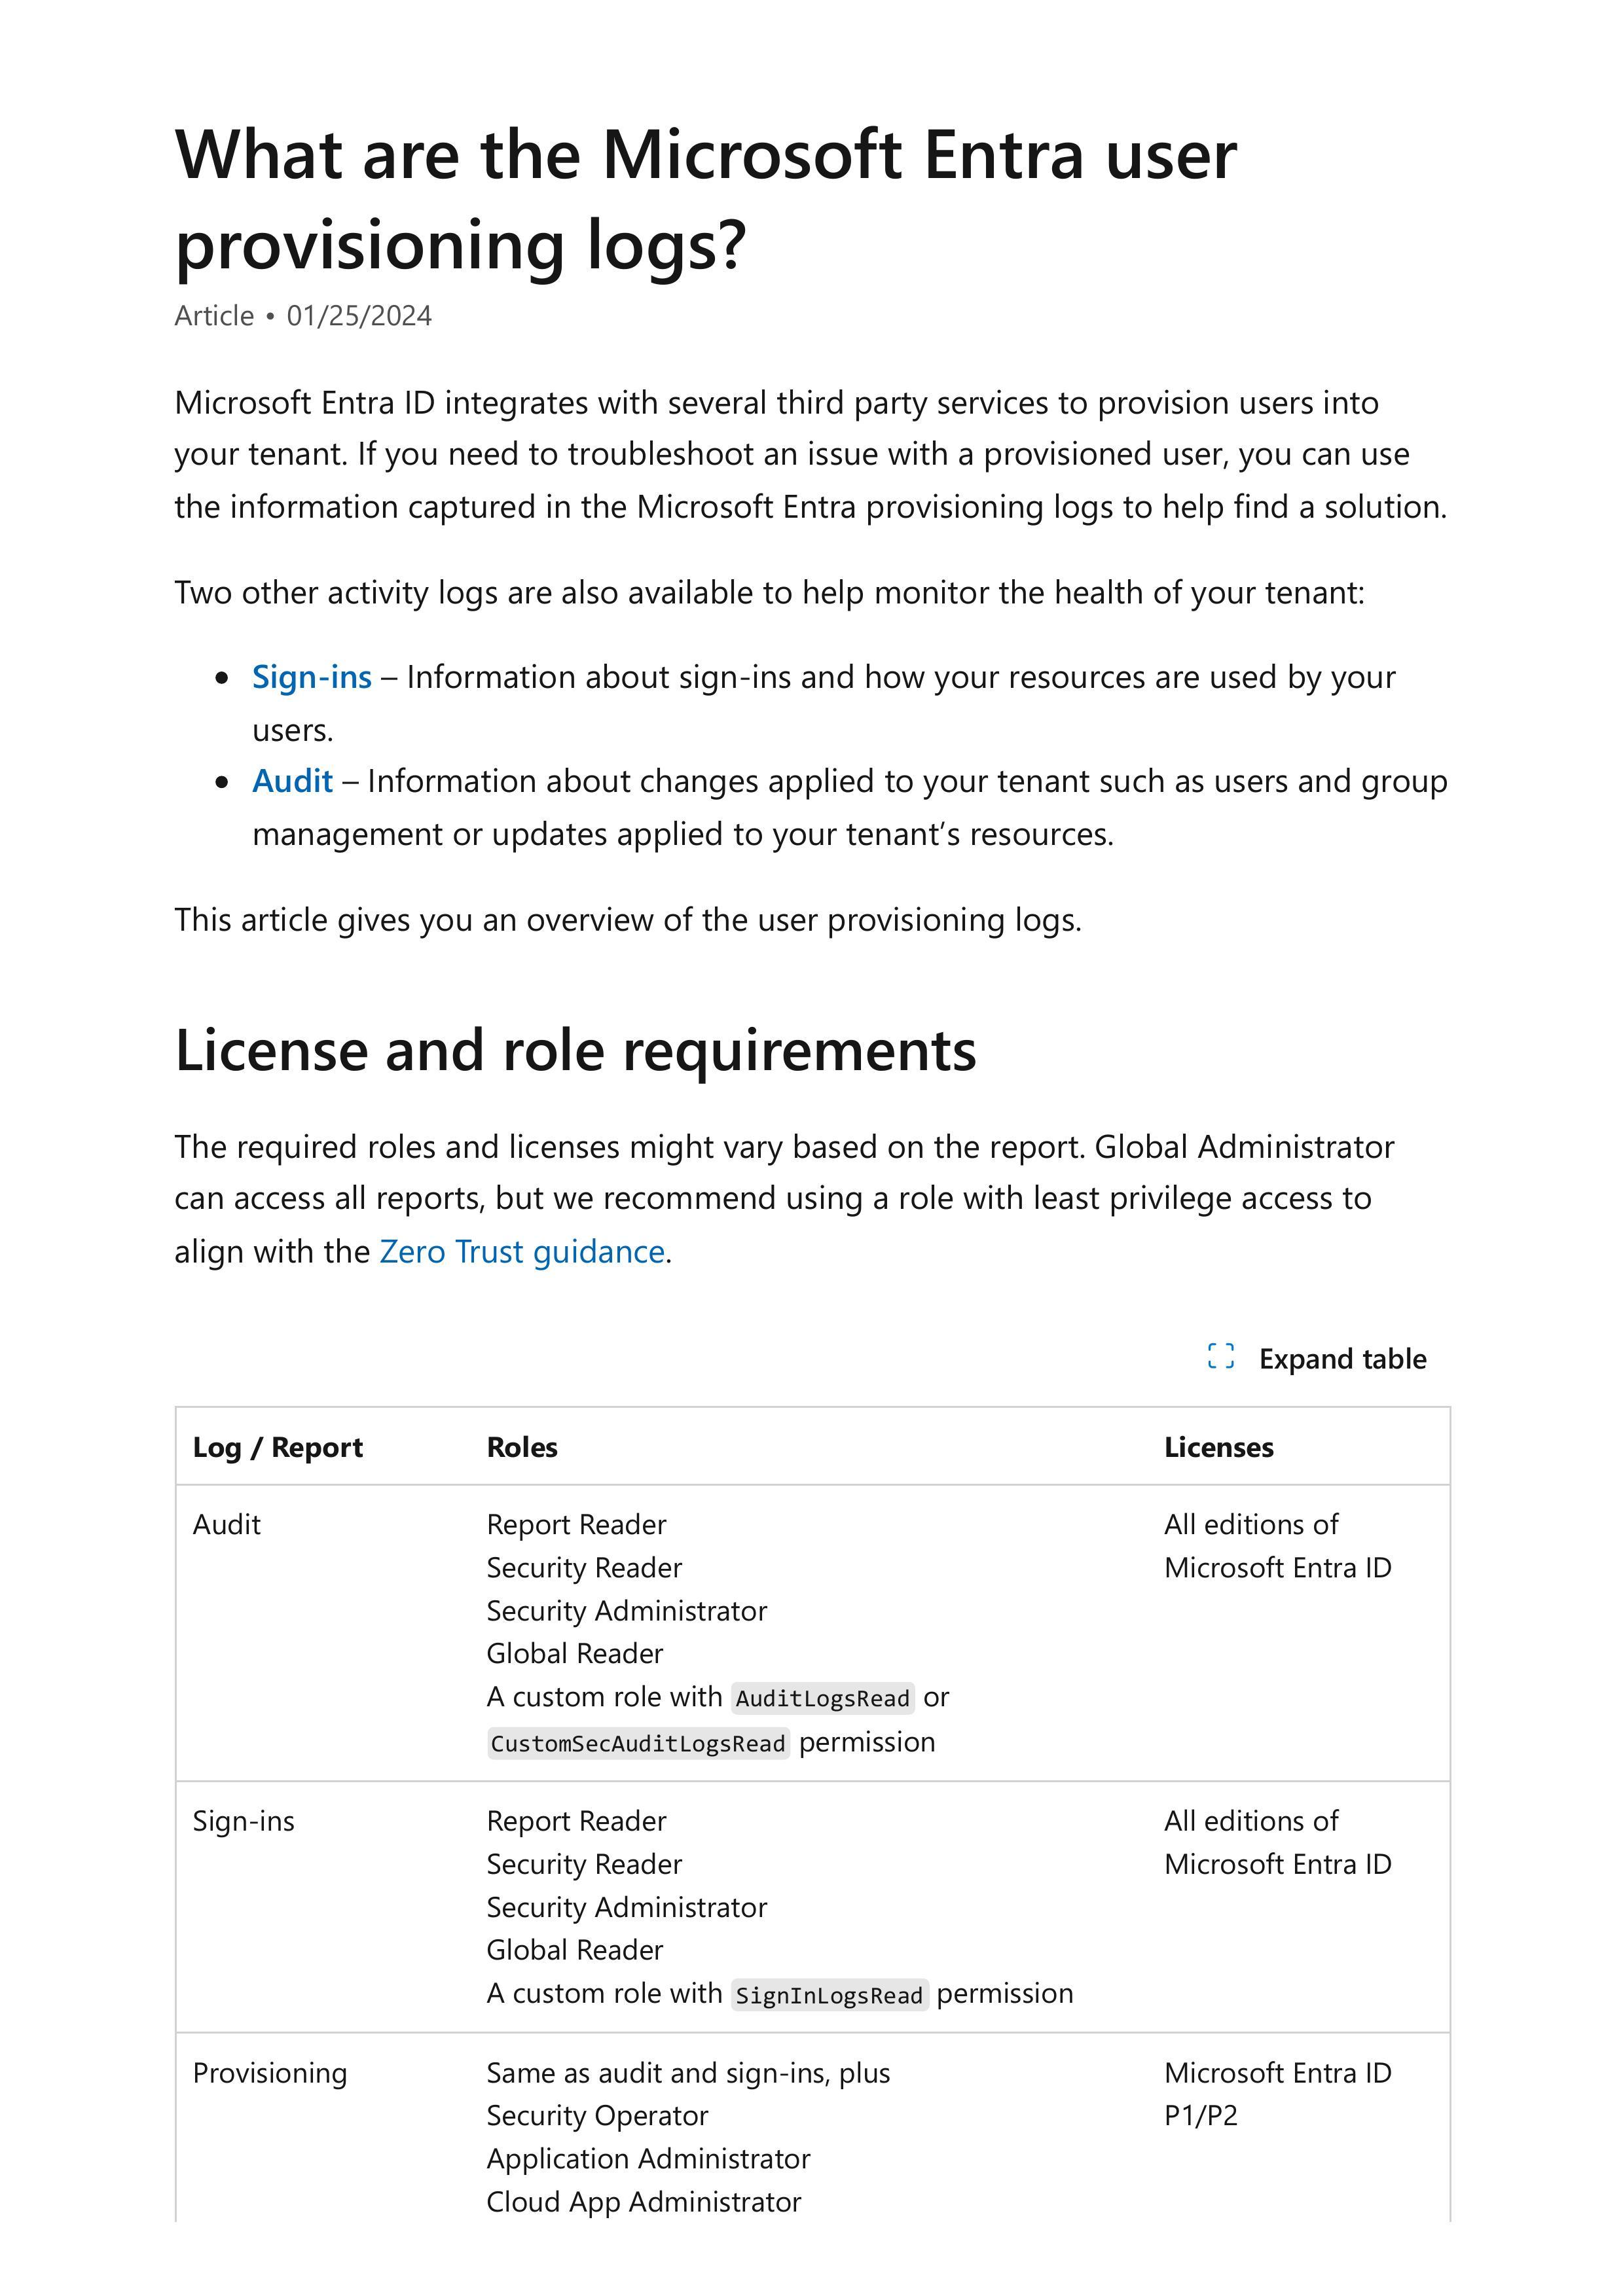 What are the Microsoft Entra user
provisioning logs?
Article • 01/25/2024
Microsoft Entra ID integrates with several third party services to provision users into
your tenant. If you need to troubleshoot an issue with a provisioned user, you can use
the information captured in the Microsoft Entra provisioning logs to help find a solution.
Two other activity logs are also available to help monitor the health of your tenant:
• Sign-ins – Information about sign-ins and how your resources are used by your
users.
• Audit – Information about changes applied to your tenant such as users and group
management or updates applied to your tenant’s resources.
This article gives you an overview of the user provisioning logs.
License and role requirements
The required roles and licenses might vary based on the report. Global Administrator
can access all reports, but we recommend using a role with least privilege access to
align with the Zero Trust guidance.
Expand table
Log / Report Roles Licenses
Audit Report Reader All editions of
Security Reader Microsoft Entra ID
Security Administrator
Global Reader
A custom role with AuditLogsRead or
CustomSecAuditLogsRead permission
Sign-ins Report Reader All editions of
Security Reader Microsoft Entra ID
Security Administrator
Global Reader
A custom role with SignInLogsRead permission
Provisioning Same as audit and sign-ins, plus Microsoft Entra ID
Security Operator P1/P2
Application Administrator
Cloud App Administrator